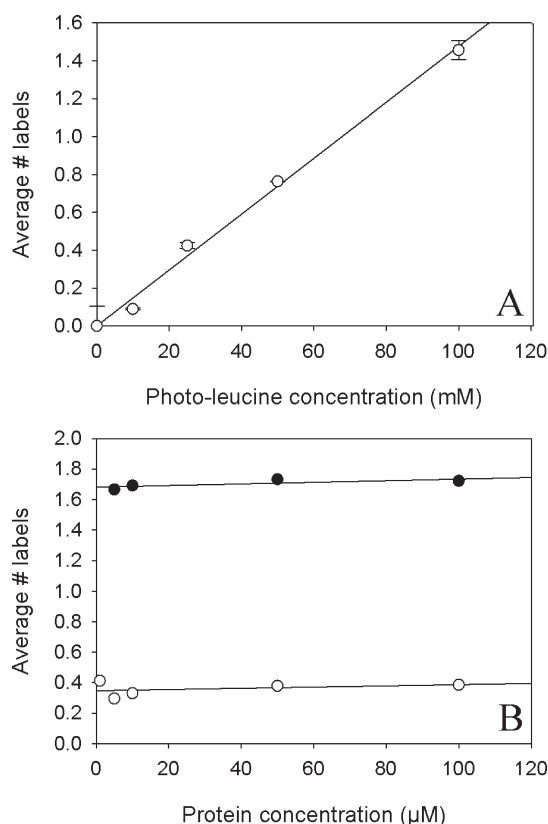 1.6
1.4
1.2
1.0
0.8
0.6
0.4
0.2
0.0
Average # labels
A
0 20 40 60 80 100 120
Photo-leucine concentration (mM)
2.0
1.8
1.6
1.4
1.2
1.0
0.8
0.6
0.4
0.2
0.0
Average # labels
B
0 20 40 60 80 100 120
Protein concentration (µM)